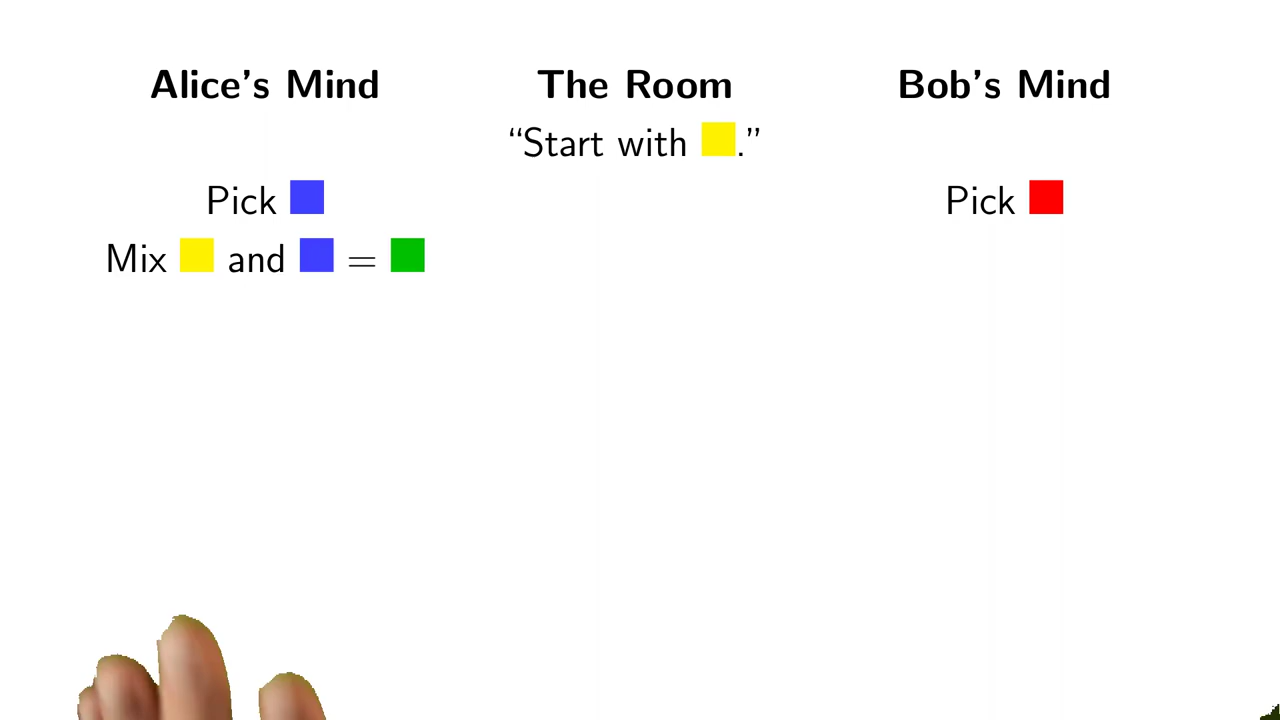 Alice's Mind The Room Bob's Mind
“Start with .”
Pick Pick
Mix and =